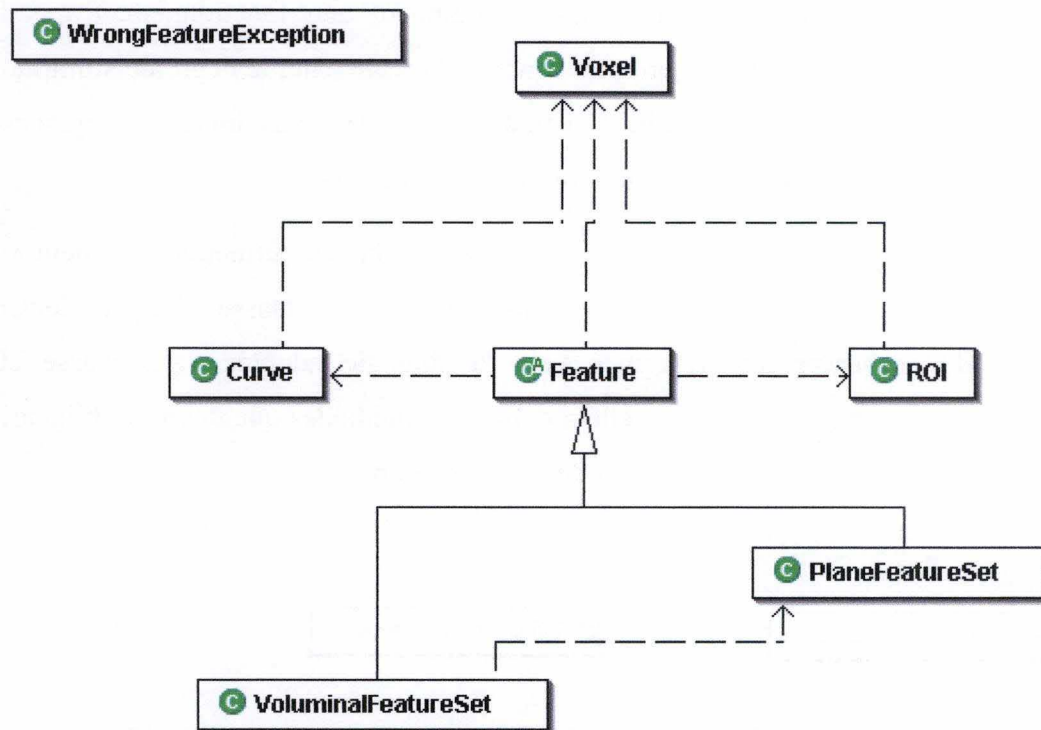 WrongFeatureException
Voxel
Curve
Feature
ROI
PlaneFeatureSet
VoluminalFeatureSet